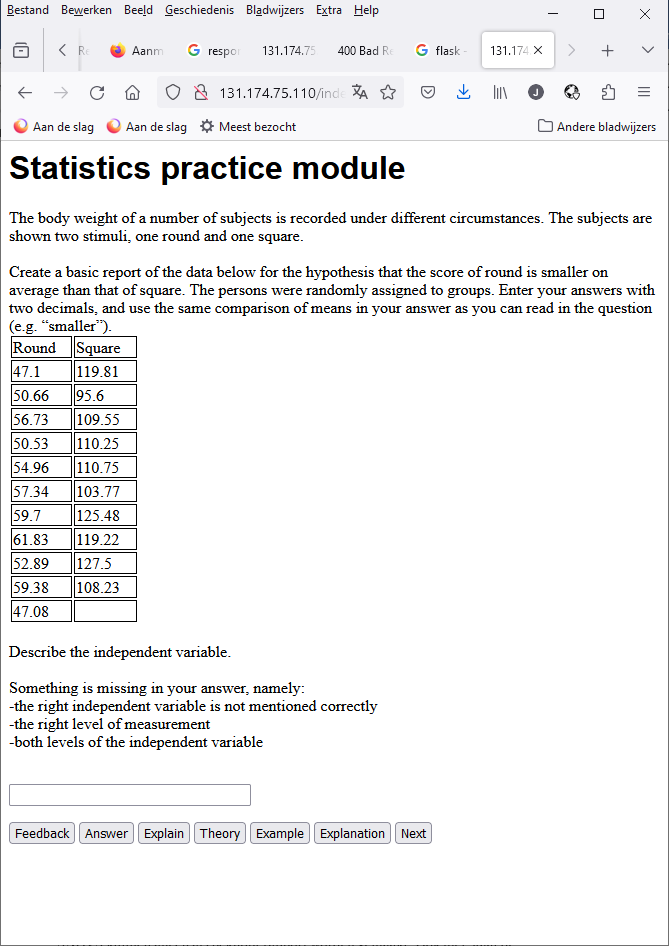 Bestand Bewerken Beeld Geschiedenis Bladwijzers Extra Help
Aanm
respo
131.174.75
400 Bad Re
flask -
131.174.
131.174.75.110/inde
Aan de slag
Aan de slag
Meest bezocht
Andere bladwijzers
Statistics practice module
The body weight of a number of subjects is recorded under different circumstances. The subjects are
shown two stimuli, one round and one square.
Create a basic report of the data below for the hypothesis that the score of round is smaller on
average than that of square. The persons were randomly assigned to groups. Enter your answers with
two decimals, and use the same comparison of means in your answer as you can read in the question
(e.g. “smaller”).
Round Square
47.1 119.81
50.66 95.6
56.73 109.55
50.53 110.25
54.96 110.75
57.34 103.77
59.7 125.48
61.83 119.22
52.89 127.5
59.38 108.23
47.08
Describe the independent variable.
Something is missing in your answer, namely:
-the right independent variable is not mentioned correctly
-the right level of measurement
-both levels of the independent variable
Feedback Answer Explain Theory Example Explanation Next